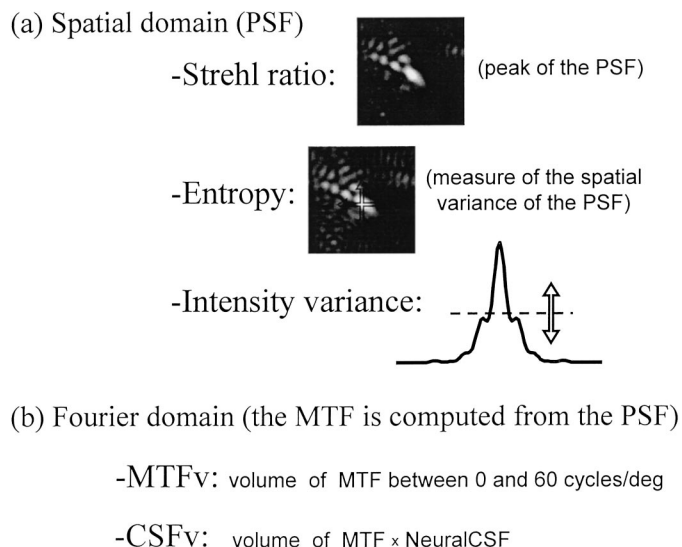 (a) Spatial domain (PSF)
-Strehl ratio:
(peak of the PSF)
-Entropy:
(measure of the spatial
variance of the PSF)
-Intensity variance:
(b) Fourier domain (the MTF is computed from the PSF)
-MTFv: volume of MTF between 0 and 60 cycles/deg
-CSFv: volume of MTF × NeuralCSF